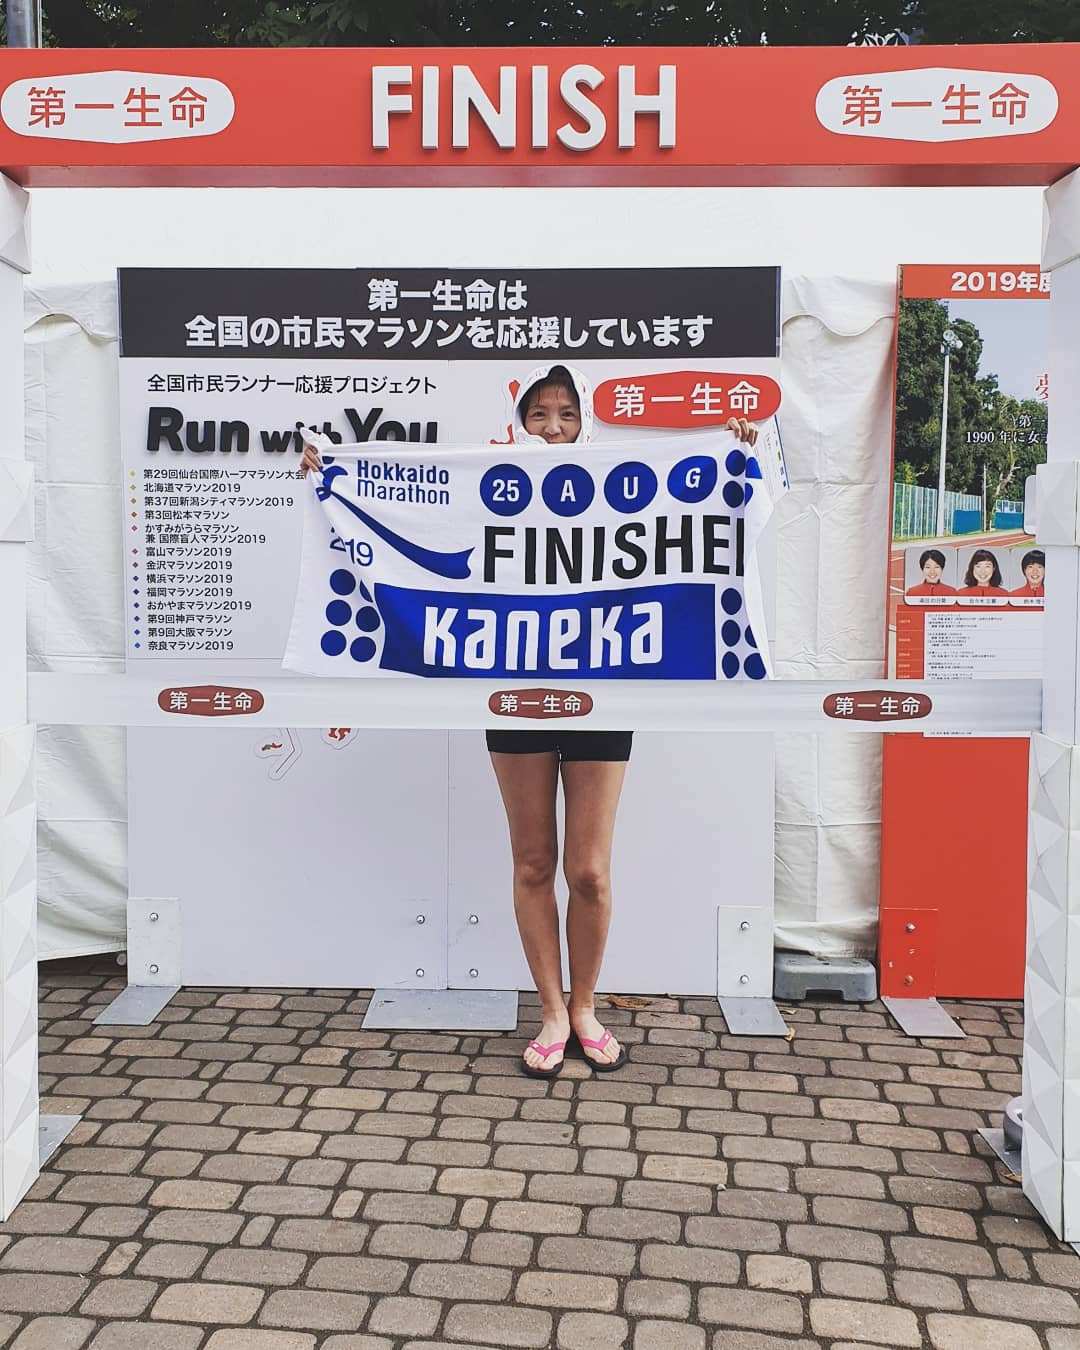 第一生命
FINISH
第一生命
第一生命は
全国の市民マラソンを応援しています
全国市民ランナー応援プロジェクト
Run with You
第一生命
第29回仙台国際ハーフマラソン大会
北海道マラソン2019
第37回新潟シティマラソン2019
第3回松本マラソン
かすみがうらマラソン
兼 国際盲人マラソン2019
富山マラソン2019
金沢マラソン2019
横浜マラソン2019
福岡マラソン2019
おかやまマラソン2019
第9回神戸マラソン
第9回大阪マラソン
奈良マラソン2019
Hokkaido
marathon
25 AUG
2019
FINISHE
Kaneka
2019年度
夢
1990年に女
第一生命
第一生命
第一生命